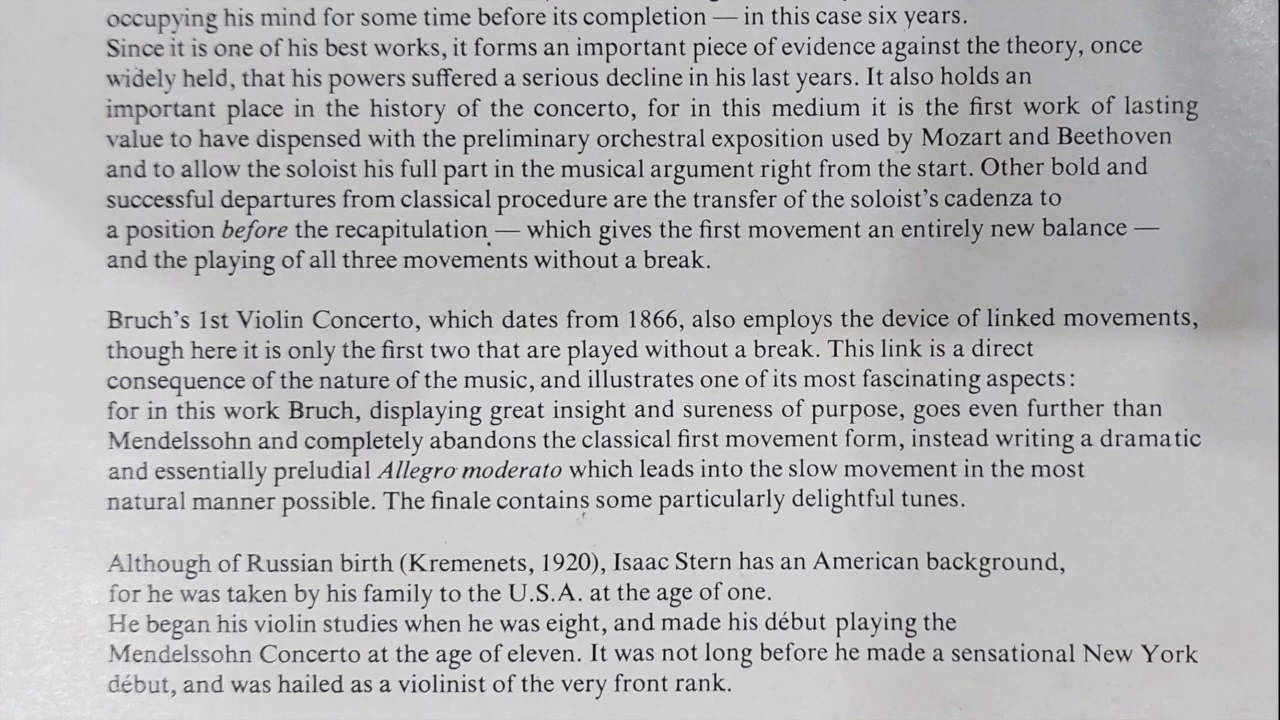 occupying his mind for some time before its completion — in this case six years.
Since it is one of his best works, it forms an important piece of evidence against the theory, once
widely held, that his powers suffered a serious decline in his last years. It also holds an
important place in the history of the concerto, for in this medium it is the first work of lasting
value to have dispensed with the preliminary orchestral exposition used by Mozart and Beethoven
and to allow the soloist his full part in the musical argument right from the start. Other bold and
successful departures from classical procedure are the transfer of the soloist's cadenza to
a position before the recapitulation — which gives the first movement an entirely new balance —
and the playing of all three movements without a break.
Bruch's 1st Violin Concerto, which dates from 1866, also employs the device of linked movements,
though here it is only the first two that are played without a break. This link is a direct
consequence of the nature of the music, and illustrates one of its most fascinating aspects:
for in this work Bruch, displaying great insight and sureness of purpose, goes even further than
Mendelssohn and completely abandons the classical first movement form, instead writing a dramatic
and essentially preludial Allegro moderato which leads into the slow movement in the most
natural manner possible. The finale contains some particularly delightful tunes.
Although of Russian birth (Kremenets, 1920), Isaac Stern has an American background,
for he was taken by his family to the U.S.A. at the age of one.
He began his violin studies when he was eight, and made his début playing the
Mendelssohn Concerto at the age of eleven. It was not long before he made a sensational New York
début, and was hailed as a violinist of the very front rank.